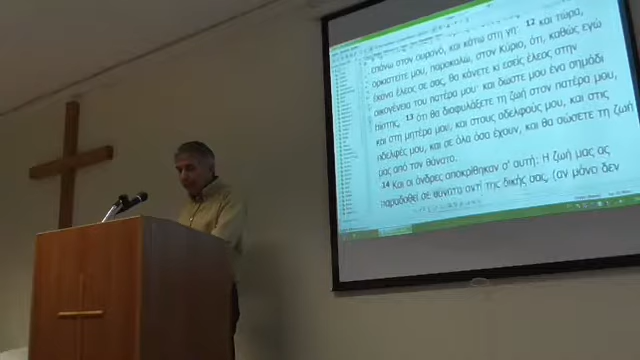 επάνω στον ουρανό, και κάτω στη γη· 12 και τώρα,
ορκιστείτε μου, παρακαλώ, στον Κύριο, ότι, καθώς εγώ
έκανα έλεος σε σας, θα κάνετε κι εσείς έλεος στην
οικογένεια του πατέρα μου· και δώστε μου ένα σημάδι
πίστης, 13 ότι θα διαφυλάξετε τη ζωή στον πατέρα μου,
και στη μητέρα μου, και στους αδελφούς μου, και στις
αδελφές μου, και σε όλα όσα έχουν, και θα σώσετε τη ζωή
μας από τον θάνατο.
14 Και οι άνδρες αποκρίθηκαν σ' αυτή: Η ζωή μας ας
παραδοθεί σε θάνατο αντί της δικής σας, (αν μόνο δεν